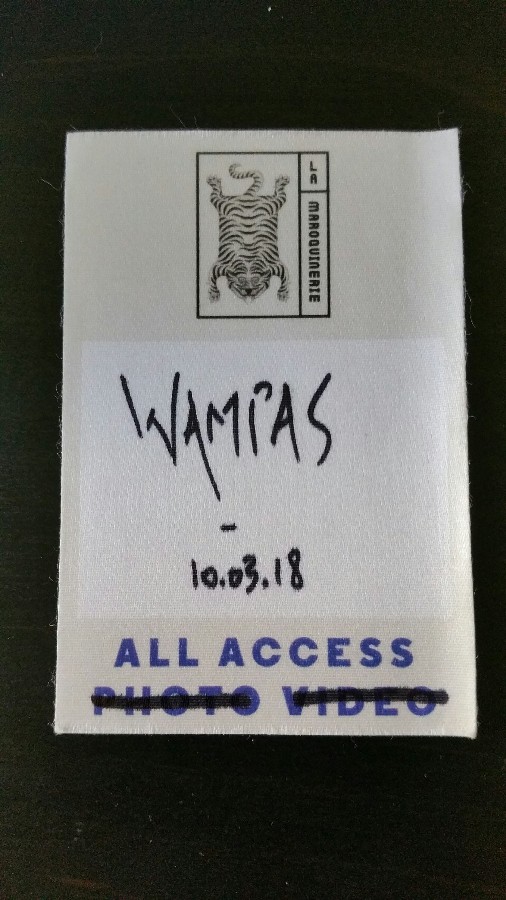 LA MAROQUINERIE
WAMPAS
-
10.03.18
ALL ACCESS
PHOTO VIDEO